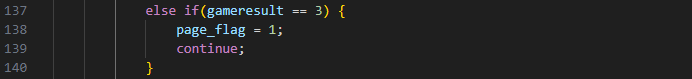 137 else if(gameresult == 3) {
138 page_flag = 1;
139 continue;
140 }